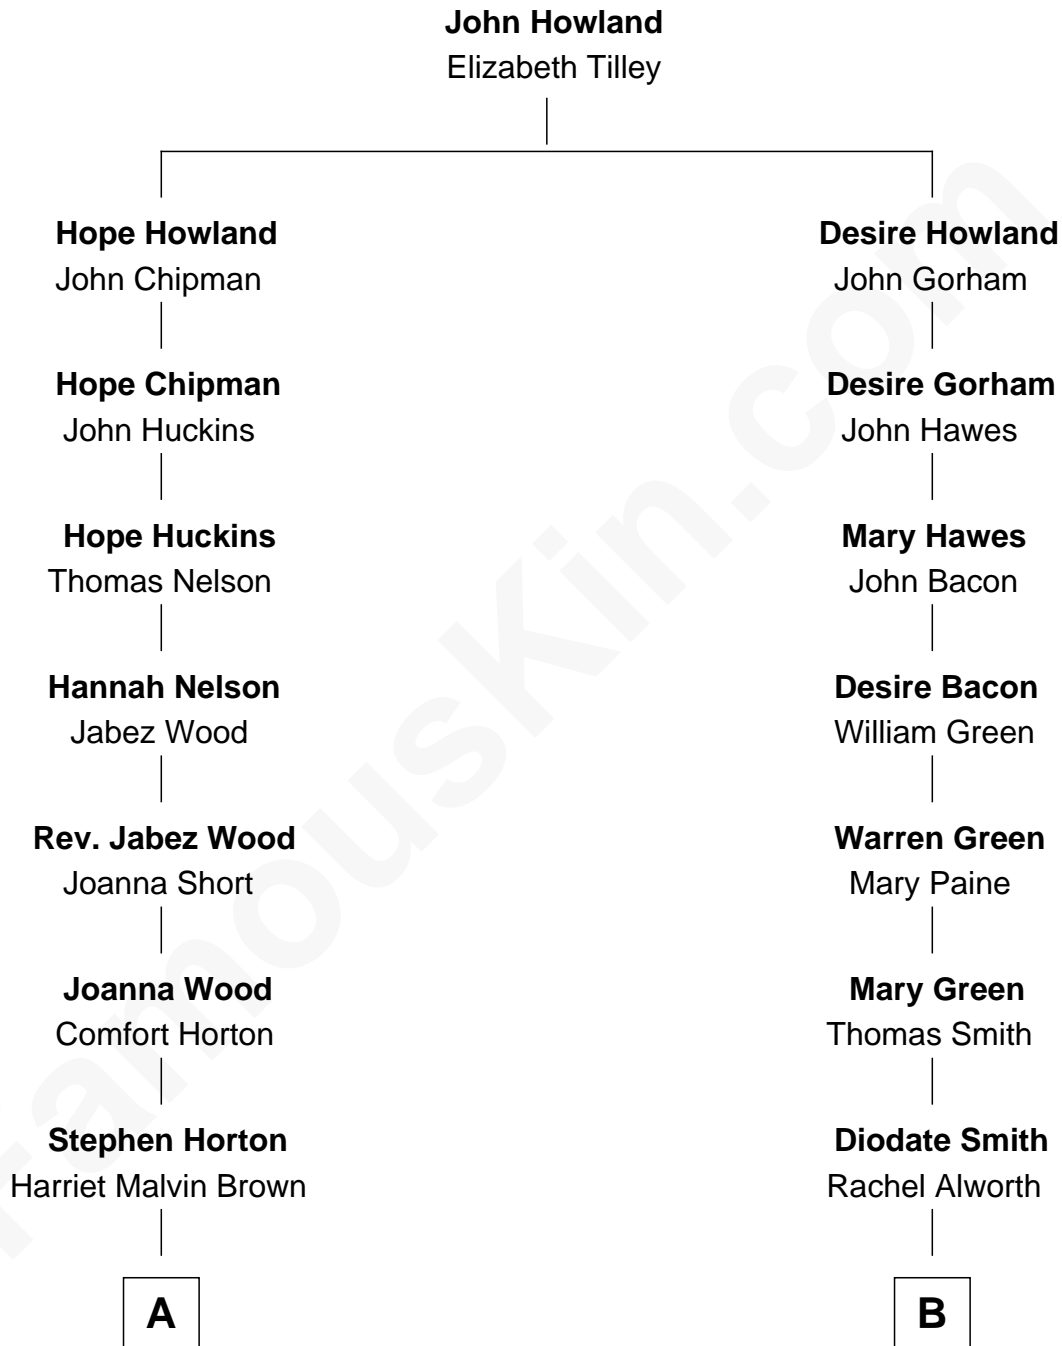 John Howland
Elizabeth Tilley
Hope Howland
John Chipman
Desire Howland
John Gorham
Hope Chipman
John Huckins
Desire Gorham
John Hawes
Hope Huckins
Thomas Nelson
Mary Hawes
John Bacon
Hannah Nelson
Jabez Wood
Desire Bacon
William Green
Rev. Jabez Wood
Joanna Short
Warren Green
Mary Paine
Joanna Wood
Comfort Horton
Mary Green
Thomas Smith
Stephen Horton
Harriet Malvin Brown
Diodate Smith
Rachel Alworth
A
B
FamousKin.com